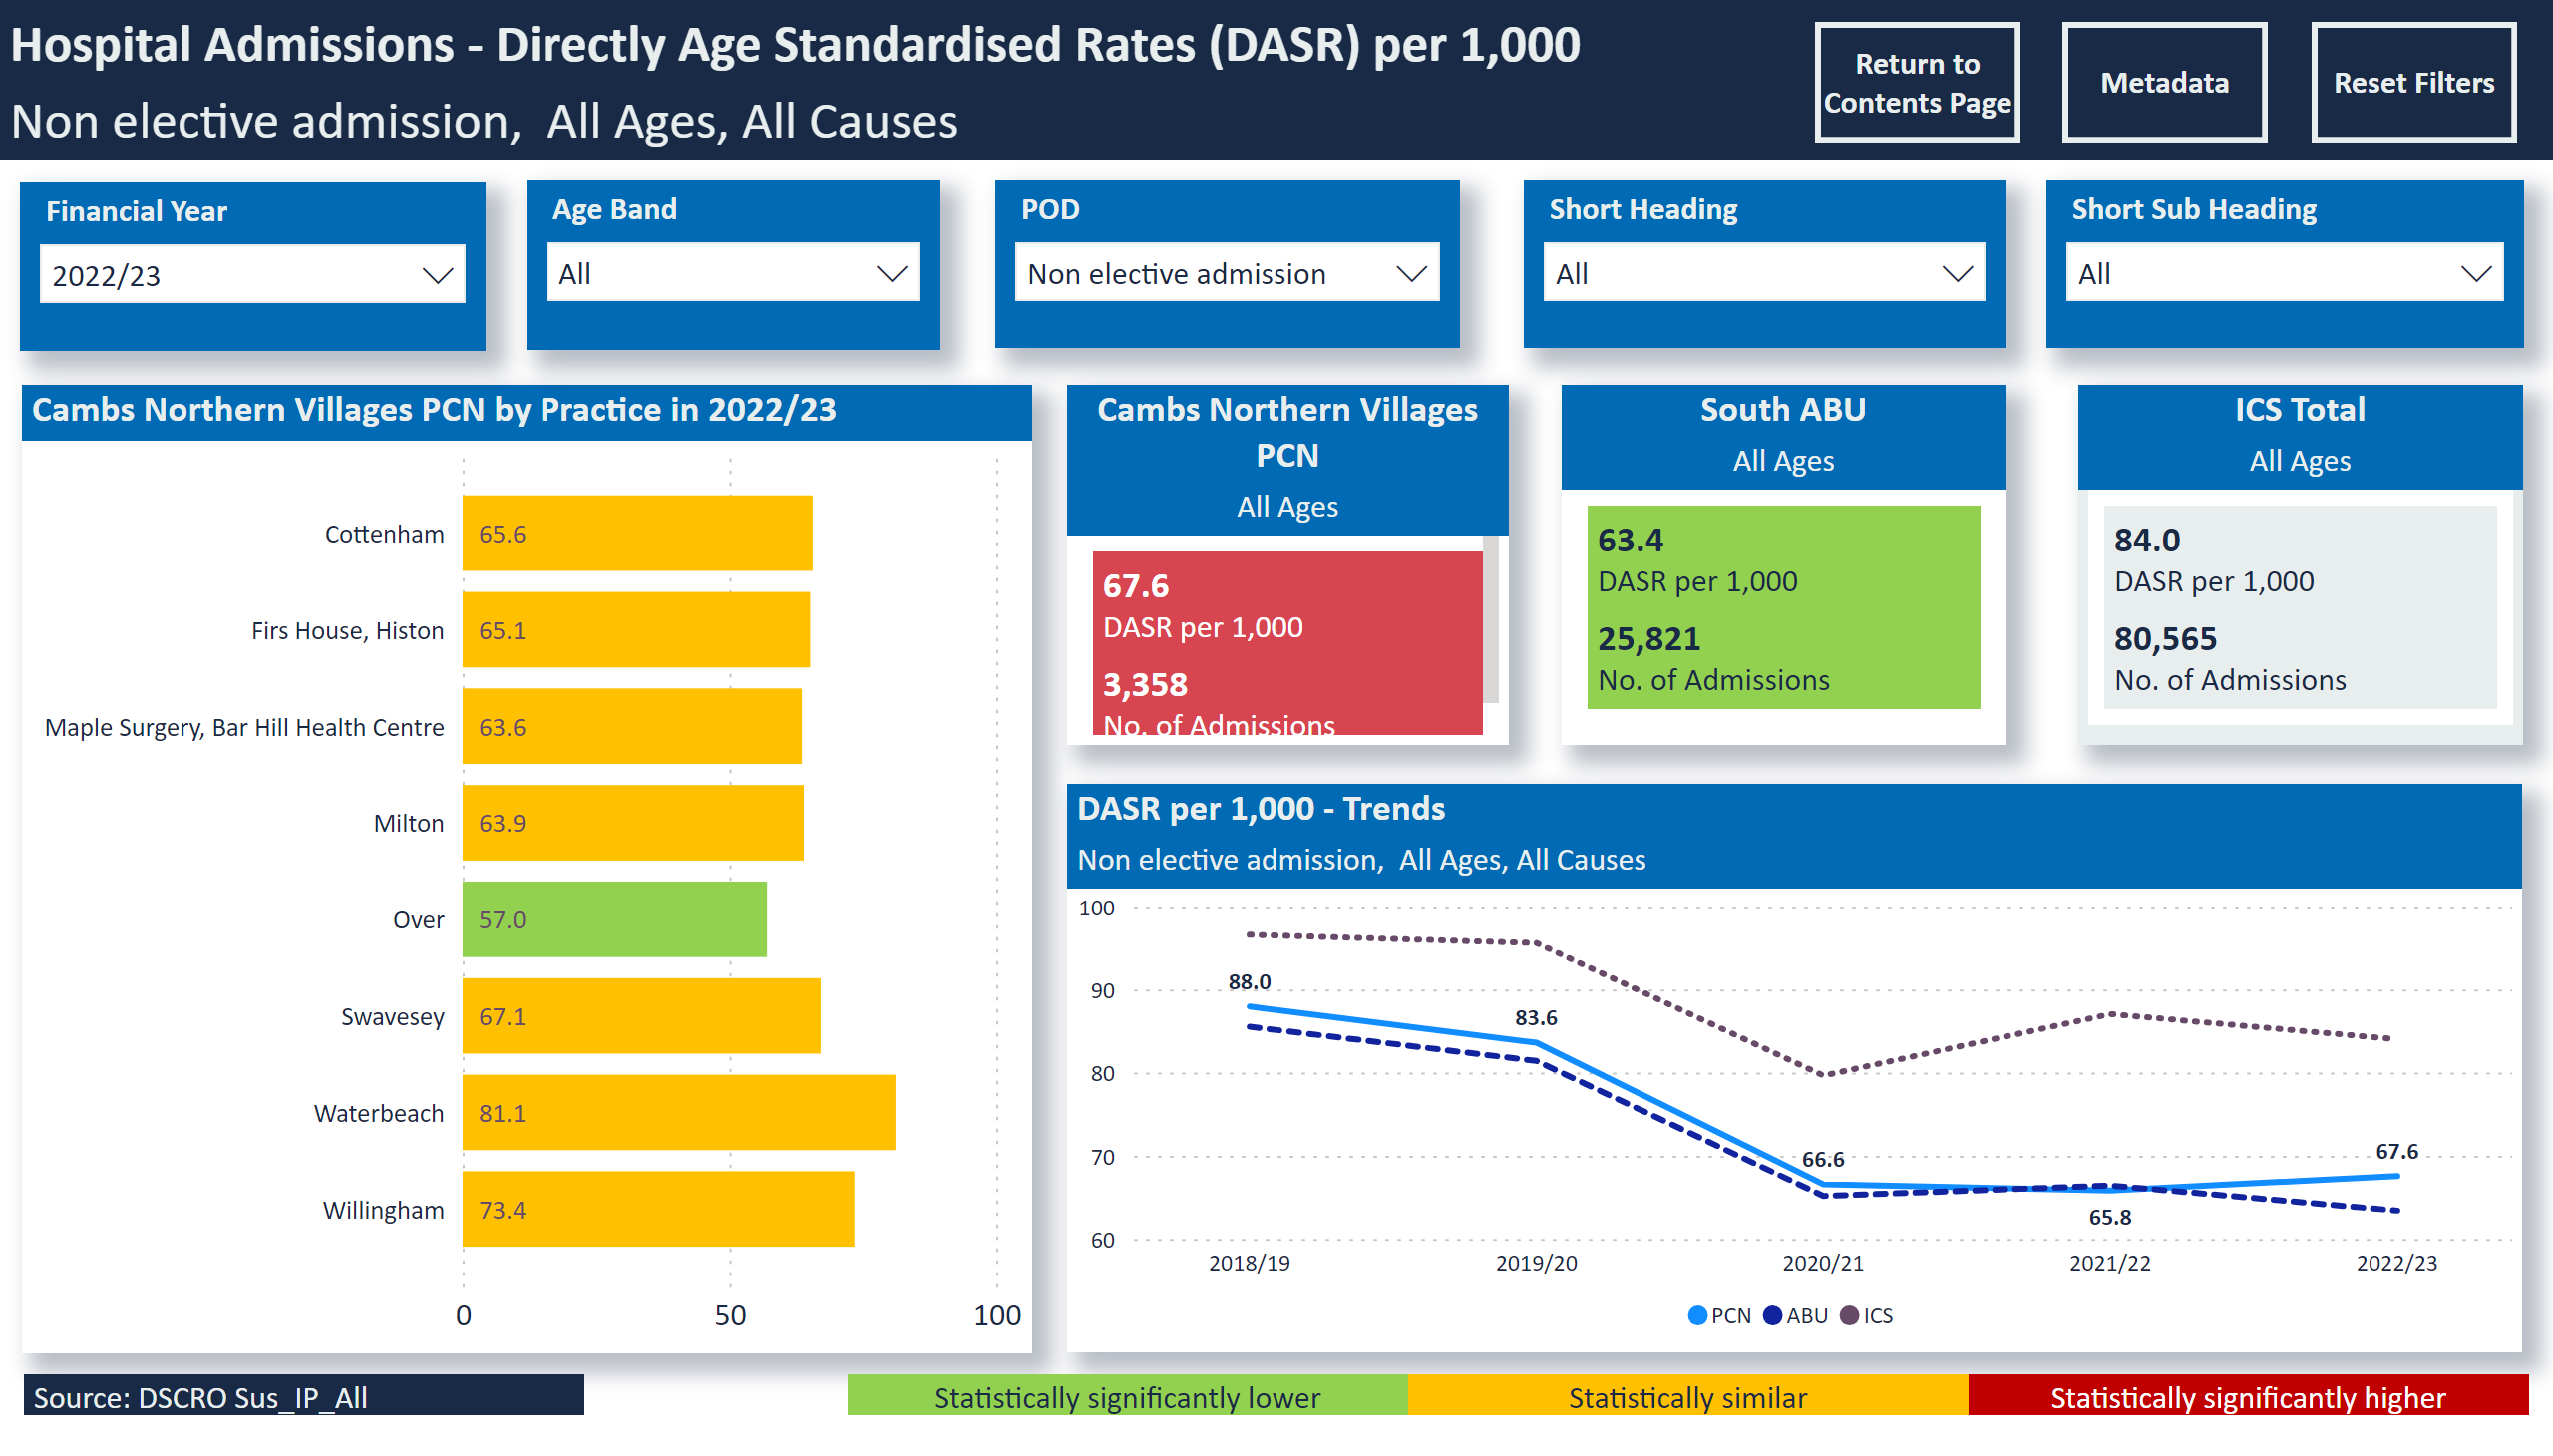 Hospital Admissions - Directly Age Standardised Rates (DASR) per 1,000
Non elective admission,  All Ages, All Causes
Return to
Contents Page
Metadata
Reset Filters
Financial Year
2022/23
Age Band
All
POD
Non elective admission
Short Heading
All
Short Sub Heading
All
Cambs Northern Villages PCN by Practice in 2022/23
Cottenham 65.6
Firs House, Histon 65.1
Maple Surgery, Bar Hill Health Centre 63.6
Milton 63.9
Over 57.0
Swavesey 67.1
Waterbeach 81.1
Willingham 73.4
0 50 100
Cambs Northern Villages
PCN
All Ages
67.6
DASR per 1,000
3,358
No. of Admissions
South ABU
All Ages
63.4
DASR per 1,000
25,821
No. of Admissions
ICS Total
All Ages
84.0
DASR per 1,000
80,565
No. of Admissions
DASR per 1,000 - Trends
Non elective admission,  All Ages, All Causes
100
90
80
70
60
88.0
83.6
66.6
65.8
67.6
2018/19 2019/20 2020/21 2021/22 2022/23
PCN ABU ICS
Source: DSCRO Sus_IP_All
Statistically significantly lower
Statistically similar
Statistically significantly higher